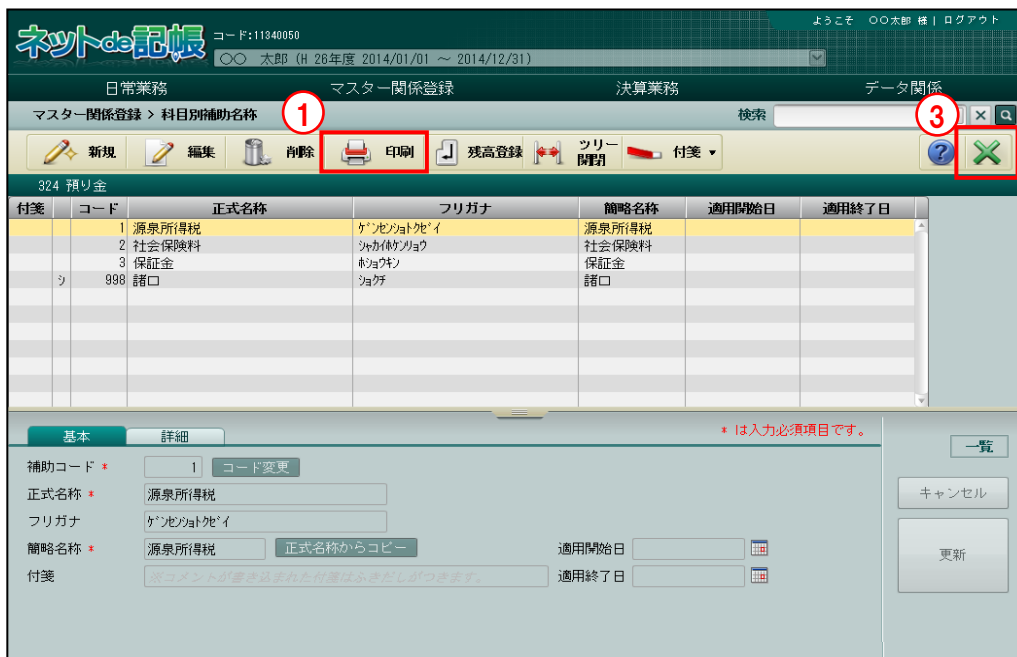 ネットde記帳 コード:11340050 ようこそ 〇〇太郎 様 | ログアウト
〇〇 太郎 (H 26年度 2014/01/01 ～ 2014/12/31)
日常業務 マスター関係登録 決算業務 データ関係
マスター関係登録 > 科目別補助名称 ① 検索 ③
新規 編集 削除 印刷 残高登録 ツリー開閉 付箋
324 預り金
付箋 コード 正式名称 フリガナ 簡略名称 適用開始日 適用終了日
1 源泉所得税 ｹﾞﾝｾﾝｼｮﾄｸｾﾞｲ 源泉所得税
2 社会保険料 ｼｬｶｲﾎｹﾝﾘｮｳ 社会保険料
3 保証金 ﾎｼｮｳｷﾝ 保証金
シ 998 諸口 ｼｮｸﾁ 諸口
基本 詳細 * は入力必須項目です。 一覧
補助コード * 1 コード変更
正式名称 * 源泉所得税 キャンセル
フリガナ ｹﾞﾝｾﾝｼｮﾄｸｾﾞｲ
簡略名称 * 源泉所得税 正式名称からコピー 適用開始日 更新
付箋 ※コメントが書き込まれた付箋はふきだしがつきます。 適用終了日